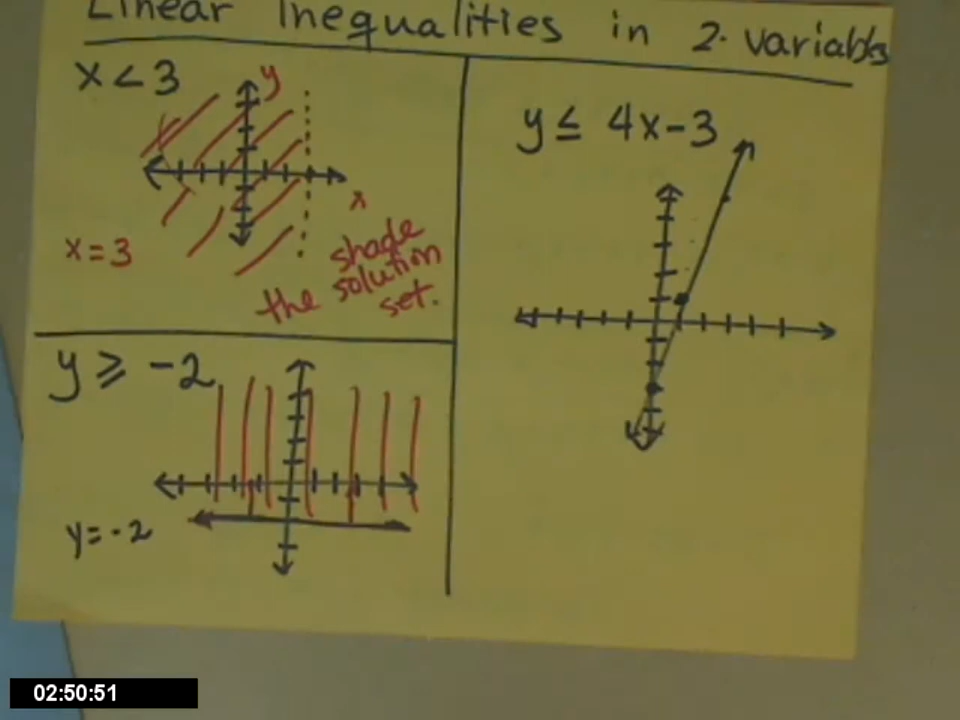 Linear Inequalities in 2-variables
x < 3
y
x
x = 3
shade
the solution
set.
y ≥ -2
y = -2
y ≤ 4x-3
02:50:51